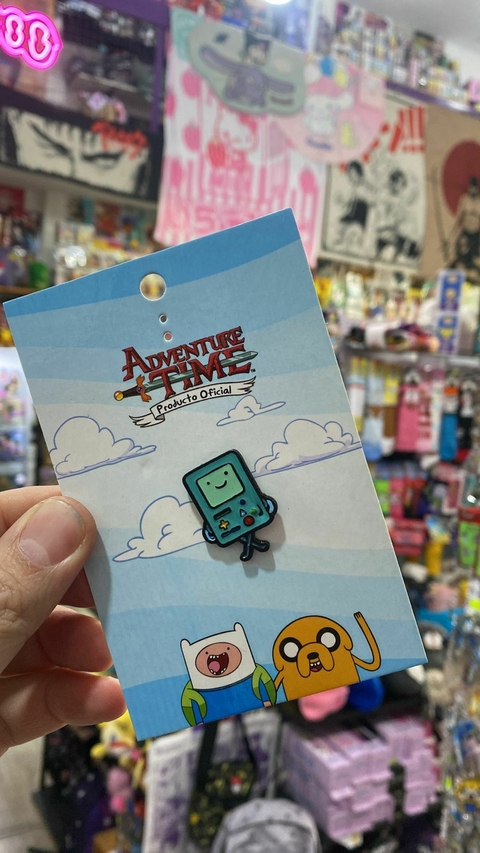 ADVENTURE
TIME
Producto Oficial